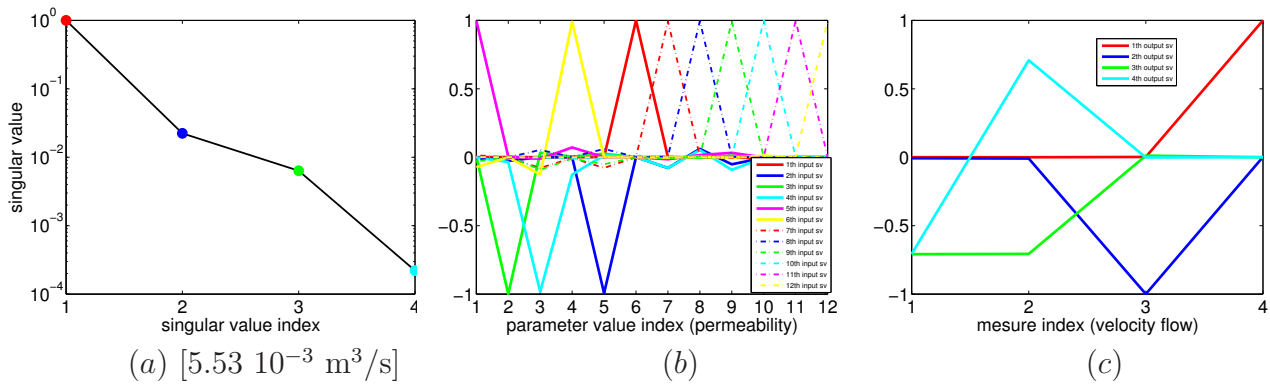 10^0
10^{-1}
10^{-2}
10^{-3}
10^{-4}
singular value
1 2 3 4
singular value index
(a) [5.53 10^{-3} m^3/s]
1
0.5
0
−0.5
−1
1 2 3 4 5 6 7 8 9 10 11 12
parameter value index (permeability)
1th input sv
2th input sv
3th input sv
4th input sv
5th input sv
6th input sv
7th input sv
8th input sv
9th input sv
10th input sv
11th input sv
12th input sv
(b)
1
0.5
0
−0.5
−1
1 2 3 4
mesure index (velocity flow)
1th output sv
2th output sv
3th output sv
4th output sv
(c)